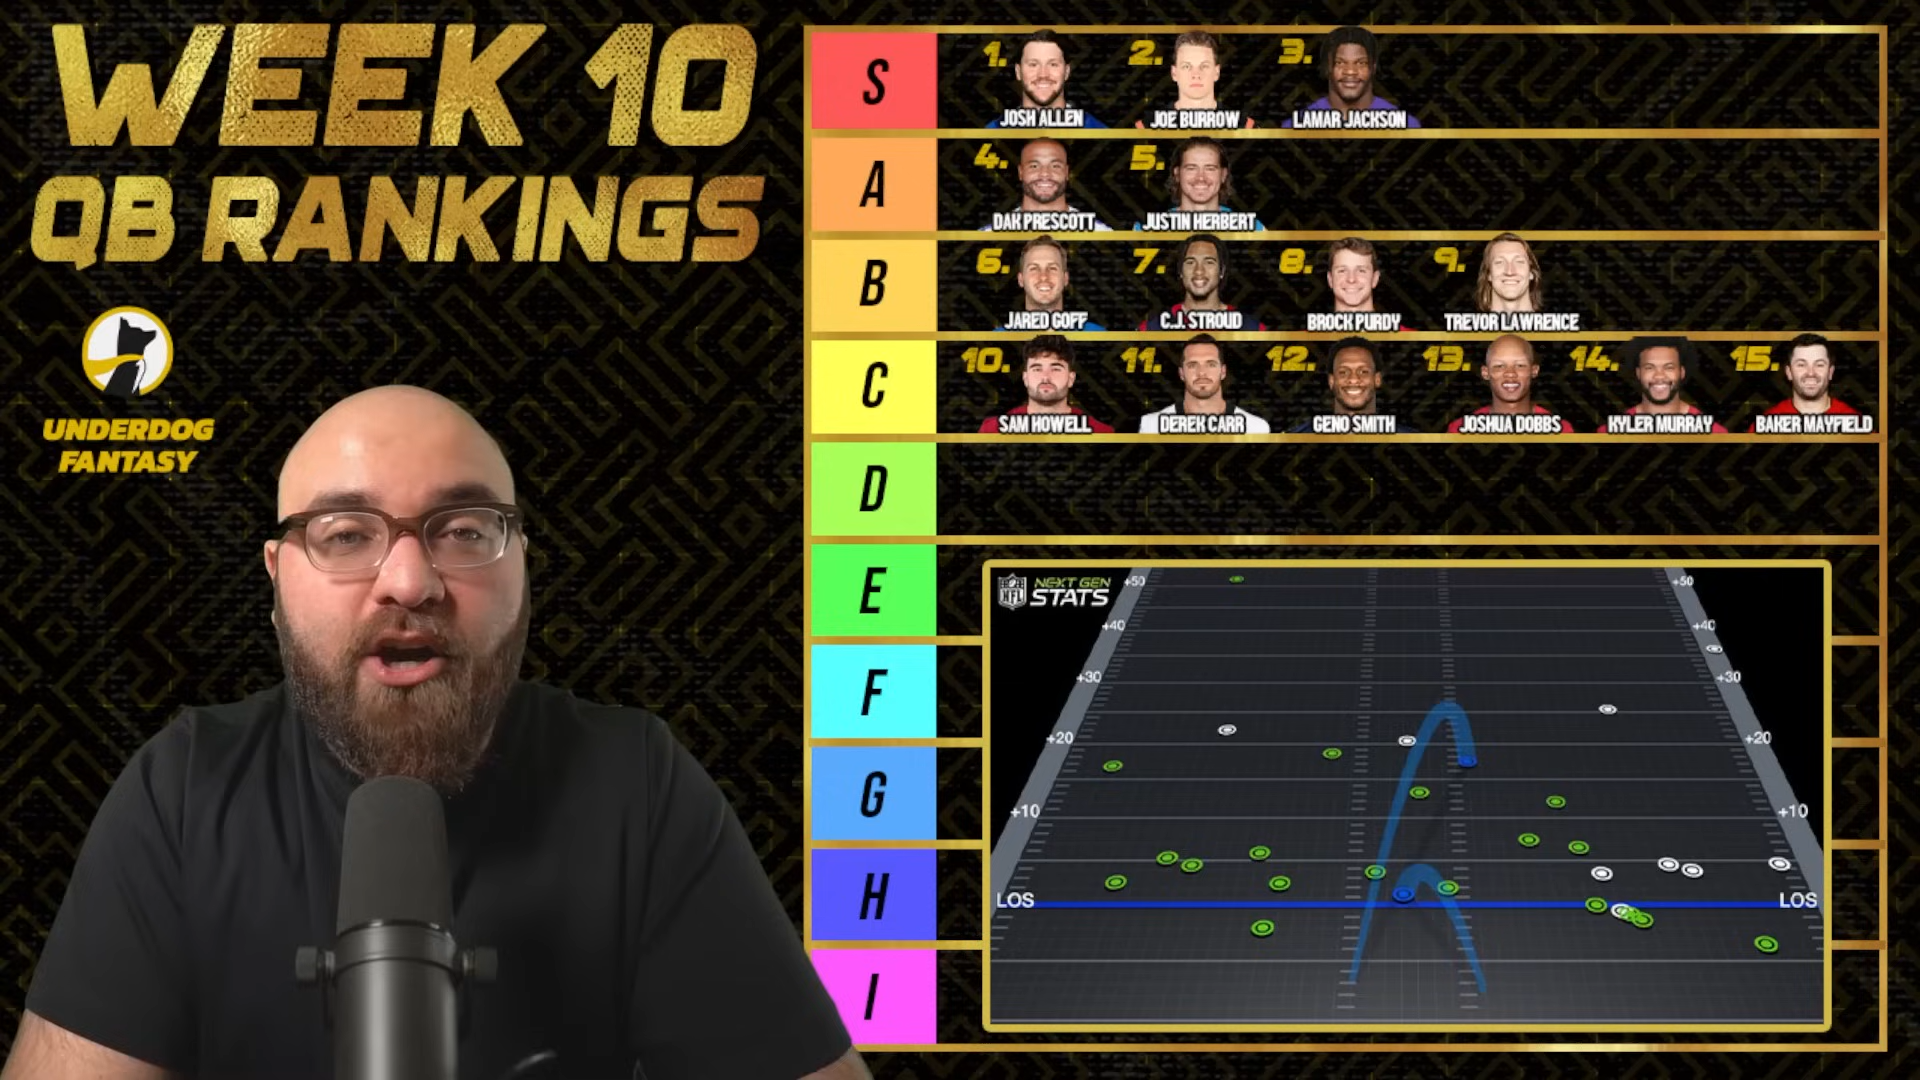 WEEK 10
QB RANKINGS
UNDERDOG
FANTASY
S
1.
JOSH ALLEN
2.
JOE BURROW
3.
LAMAR JACKSON
A
4.
DAK PRESCOTT
5.
JUSTIN HERBERT
B
6.
JARED GOFF
7.
C.J. STROUD
8.
BROCK PURDY
9.
TREVOR LAWRENCE
C
10.
SAM HOWELL
11.
DEREK CARR
12.
GENO SMITH
13.
JOSHUA DOBBS
14.
KYLER MURRAY
15.
BAKER MAYFIELD
D
E
F
G
H
I
NFL
NEXT GEN
STATS
+50 +50
+40 +40
+30 +30
+20 +20
+10 +10
LOS LOS